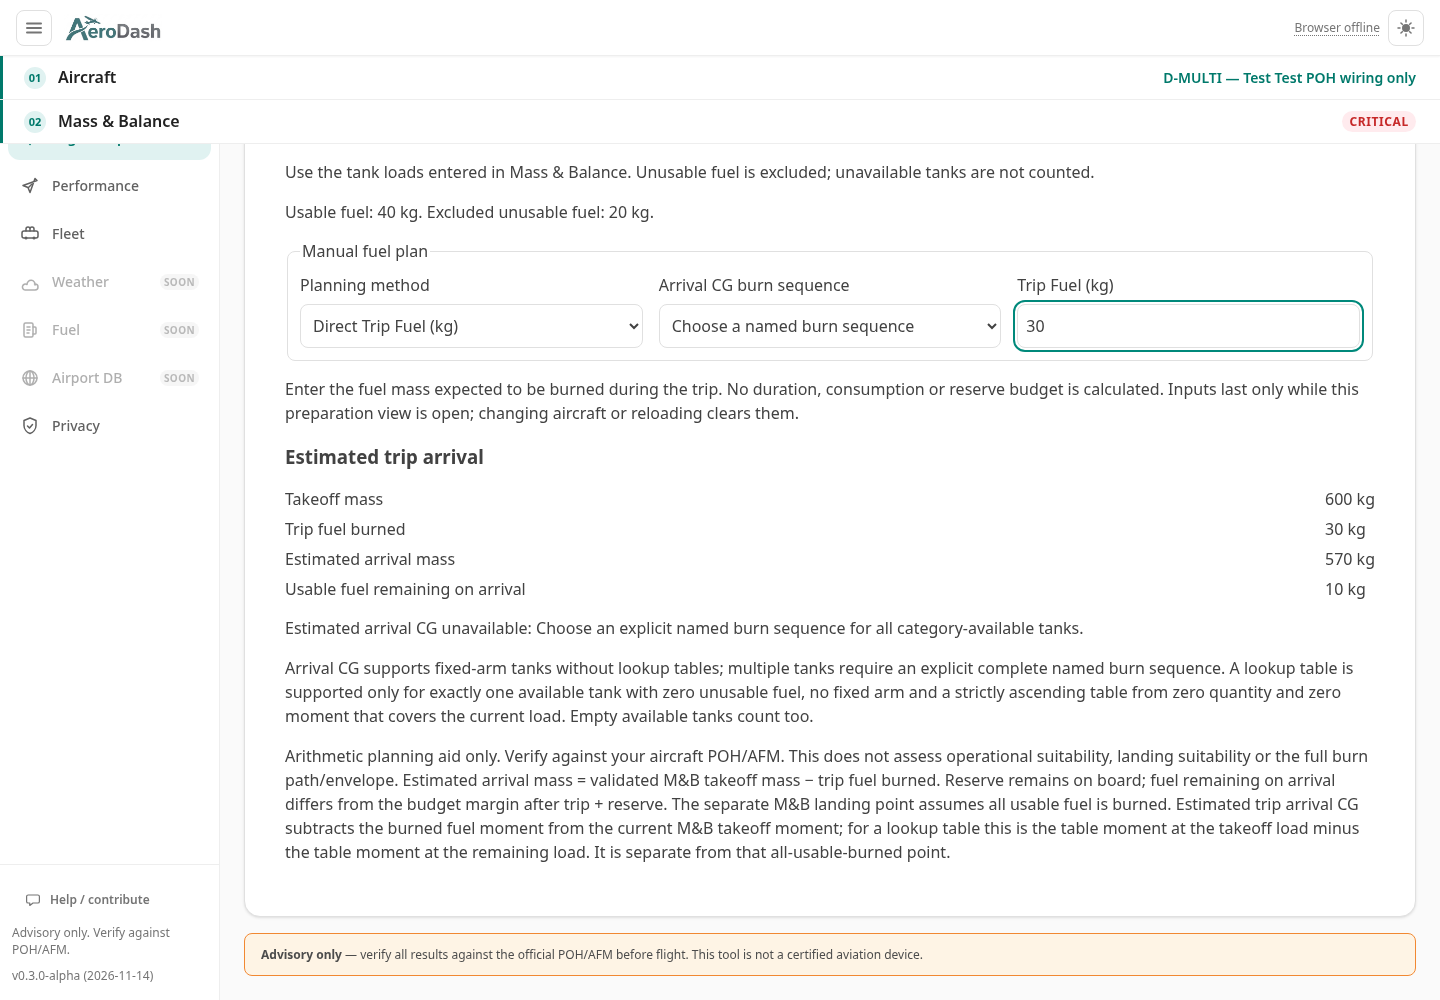 AeroDash
Browser offline
01 Aircraft
D-MULTI — Test Test POH wiring only
02 Mass & Balance
CRITICAL
Performance
Fleet
Weather SOON
Fuel SOON
Airport DB SOON
Privacy
Help / contribute
Advisory only. Verify against
POH/AFM.
v0.3.0-alpha (2026-11-14)
Use the tank loads entered in Mass & Balance. Unusable fuel is excluded; unavailable tanks are not counted.
Usable fuel: 40 kg. Excluded unusable fuel: 20 kg.
Manual fuel plan
Planning method
Arrival CG burn sequence
Trip Fuel (kg)
Direct Trip Fuel (kg)
Choose a named burn sequence
30
Enter the fuel mass expected to be burned during the trip. No duration, consumption or reserve budget is calculated. Inputs last only while this
preparation view is open; changing aircraft or reloading clears them.
Estimated trip arrival
Takeoff mass 600 kg
Trip fuel burned 30 kg
Estimated arrival mass 570 kg
Usable fuel remaining on arrival 10 kg
Estimated arrival CG unavailable: Choose an explicit named burn sequence for all category-available tanks.
Arrival CG supports fixed-arm tanks without lookup tables; multiple tanks require an explicit complete named burn sequence. A lookup table is
supported only for exactly one available tank with zero unusable fuel, no fixed arm and a strictly ascending table from zero quantity and zero
moment that covers the current load. Empty available tanks count too.
Arithmetic planning aid only. Verify against your aircraft POH/AFM. This does not assess operational suitability, landing suitability or the full burn
path/envelope. Estimated arrival mass = validated M&B takeoff mass − trip fuel burned. Reserve remains on board; fuel remaining on arrival
differs from the budget margin after trip + reserve. The separate M&B landing point assumes all usable fuel is burned. Estimated trip arrival CG
subtracts the burned fuel moment from the current M&B takeoff moment; for a lookup table this is the table moment at the takeoff load minus
the table moment at the remaining load. It is separate from that all-usable-burned point.
Advisory only — verify all results against the official POH/AFM before flight. This tool is not a certified aviation device.